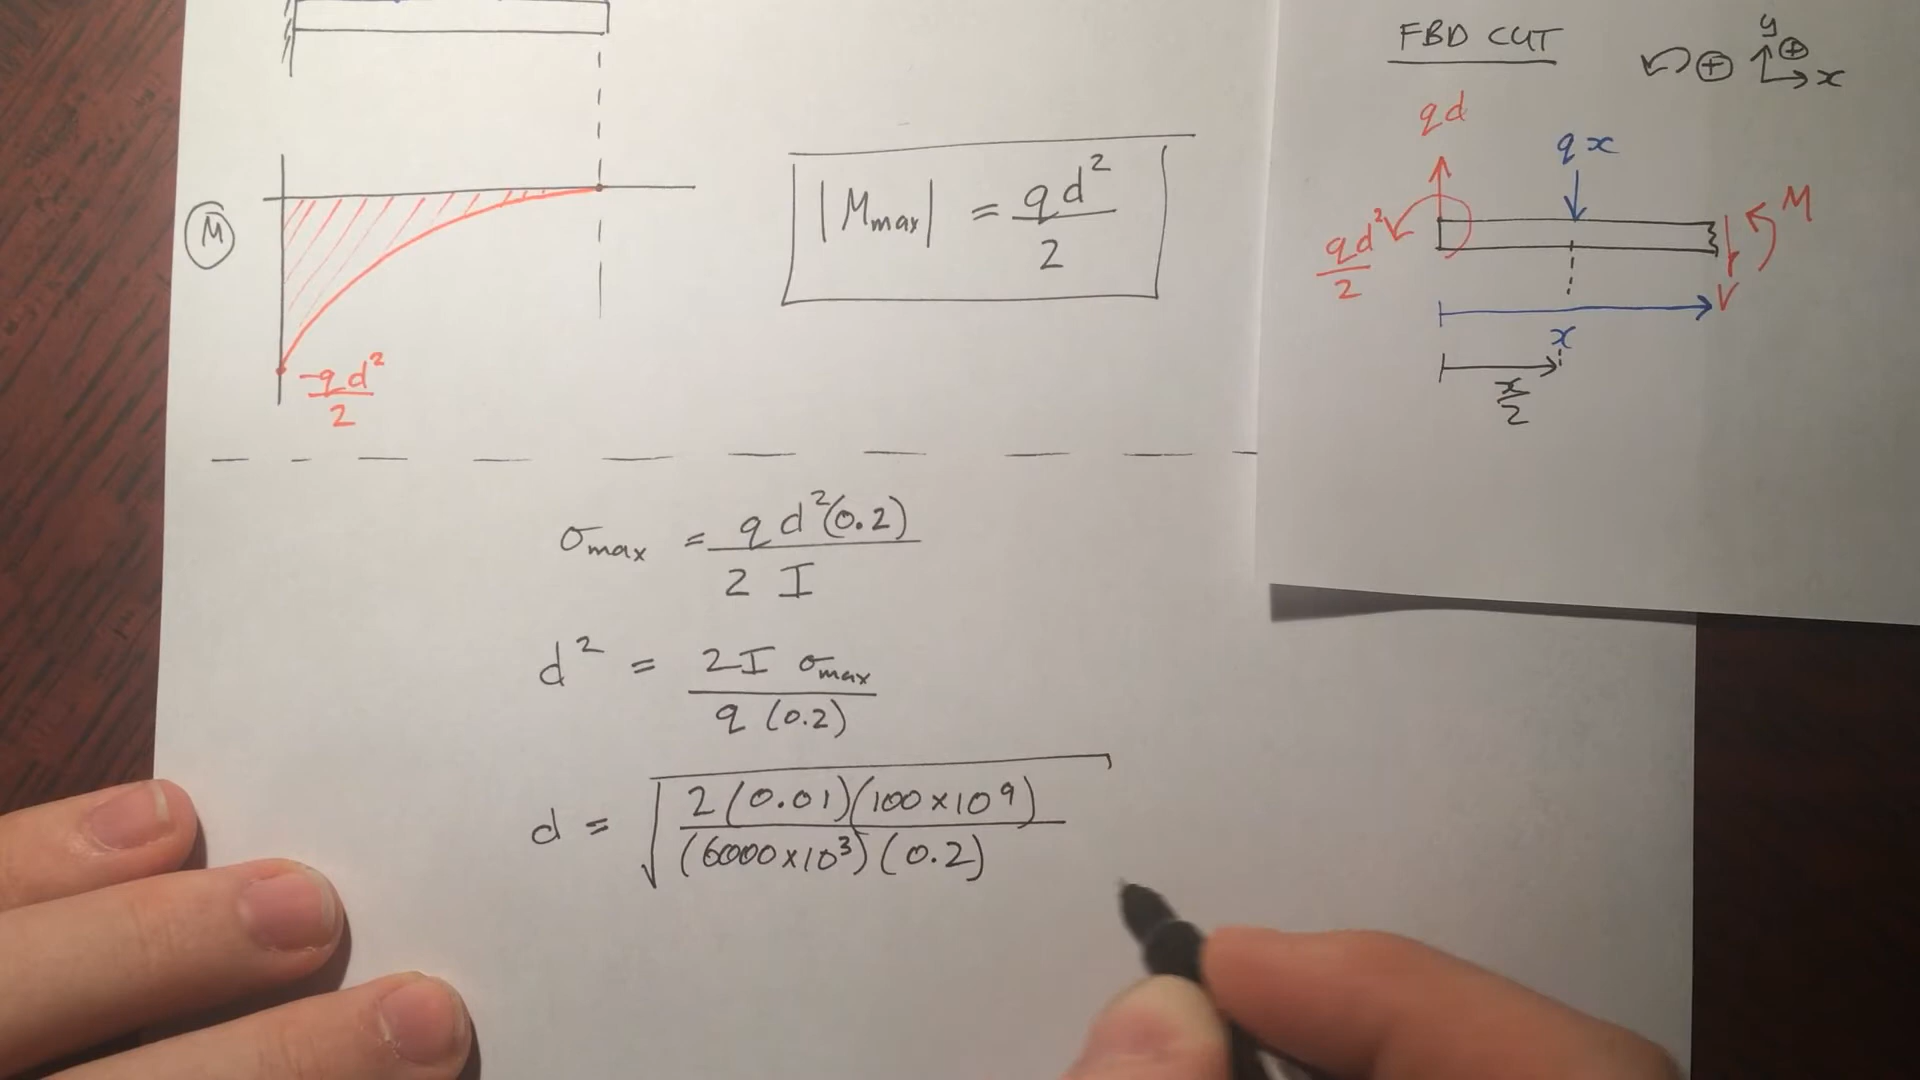 FBD CUT
y
⊕ ⊕
x
qd
qx
qd²/2
M
V
x
x/2
M
|Mmax| = qd²/2
-qd²/2
σmax = qd²(0.2)/2 I
d² = 2I σmax/q (0.2)
d = √2(0.01)(100×10⁹)/(6000×10³)(0.2)